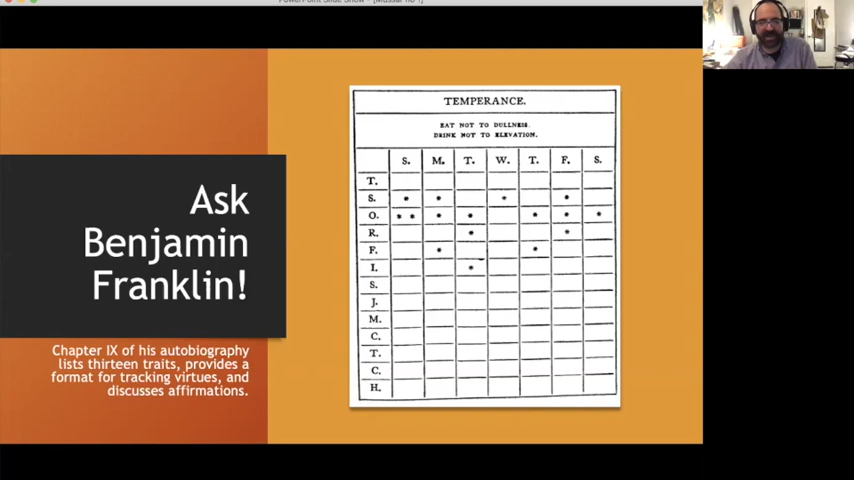 Ask
Benjamin
Franklin!
Chapter IX of his autobiography
lists thirteen traits, provides a
format for tracking virtues, and
discusses affirmations.
TEMPERANCE.
EAT NOT TO DULLNESS.
DRINK NOT TO ELEVATION.
S. M. T. W. T. F. S.
T.
S.
O.
R.
F.
I.
S.
J.
M.
C.
T.
C.
H.